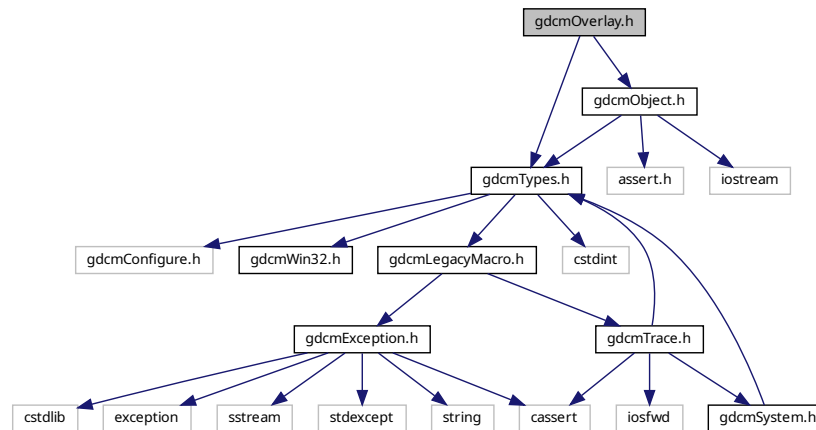 gdcmOverlay.h
gdcmObject.h
gdcmTypes.h
assert.h
iostream
gdcmConfigure.h
gdcmWin32.h
gdcmLegacyMacro.h
cstdint
gdcmException.h
gdcmTrace.h
cstdlib
exception
sstream
stdexcept
string
cassert
iosfwd
gdcmSystem.h